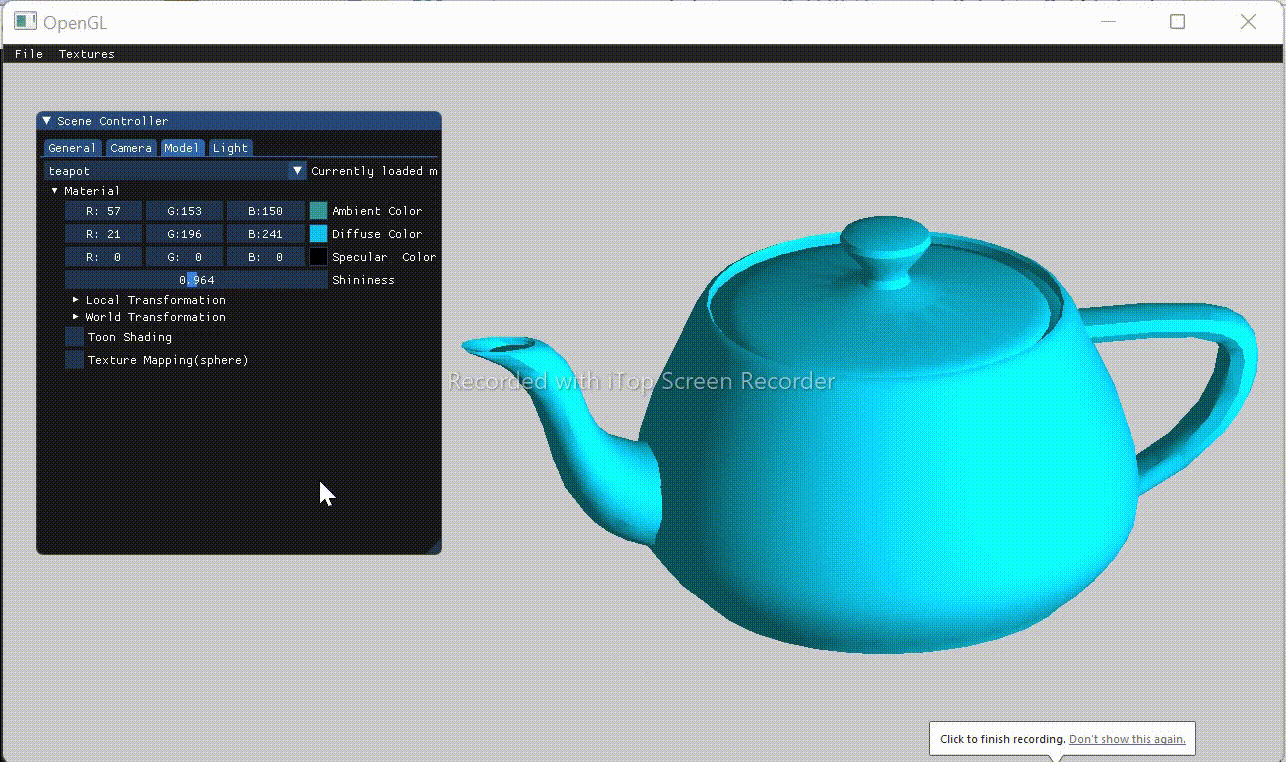 OpenGL
File Textures
Scene Controller
General Camera Model Light
teapot Currently loaded m
Material
R: 57 G:153 B:150 Ambient Color
R: 21 G:196 B:241 Diffuse Color
R: 0 G: 0 B: 0 Specular Color
0.964 Shininess
Local Transformation
World Transformation
Toon Shading
Texture Mapping(sphere)
Recorded with iTop Screen Recorder
Click to finish recording. Don't show this again.